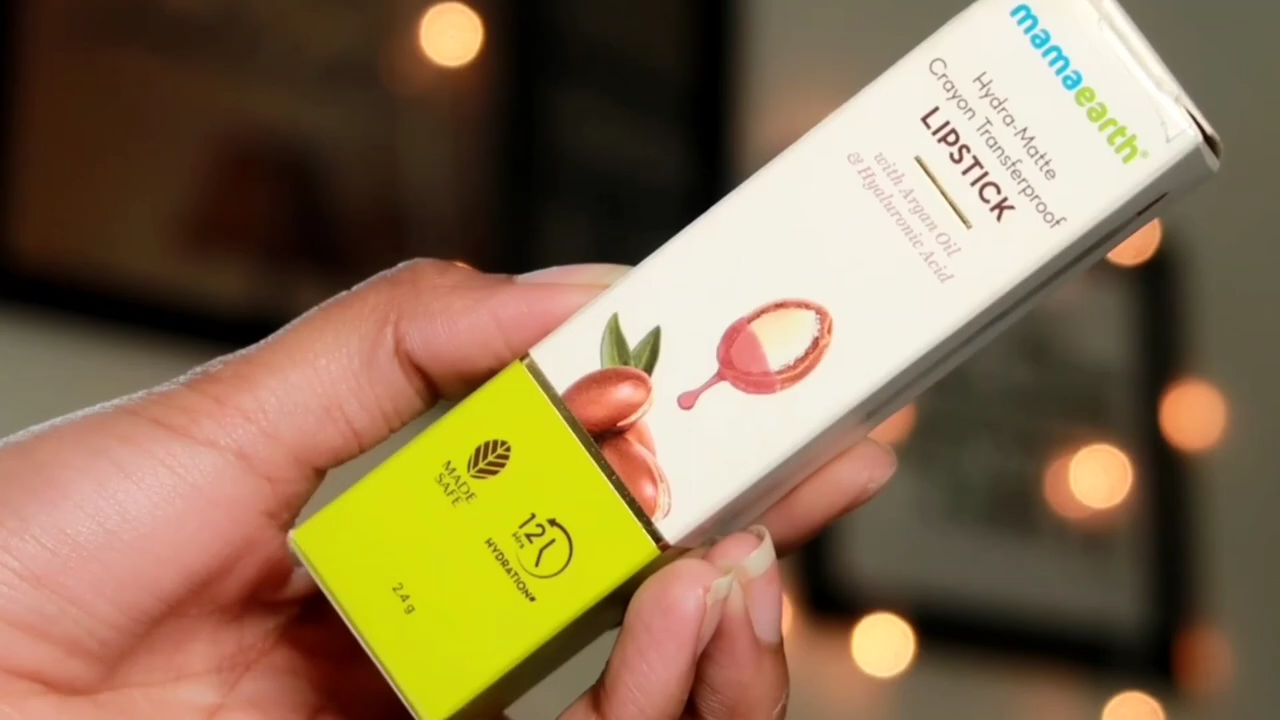 mamaearth®
Hydra-Matte
Crayon Transferproof
LIPSTICK
with Argan Oil
& Hyaluronic Acid
MADE
SAFE
12
Hrs
HYDRATION#
2.4 g